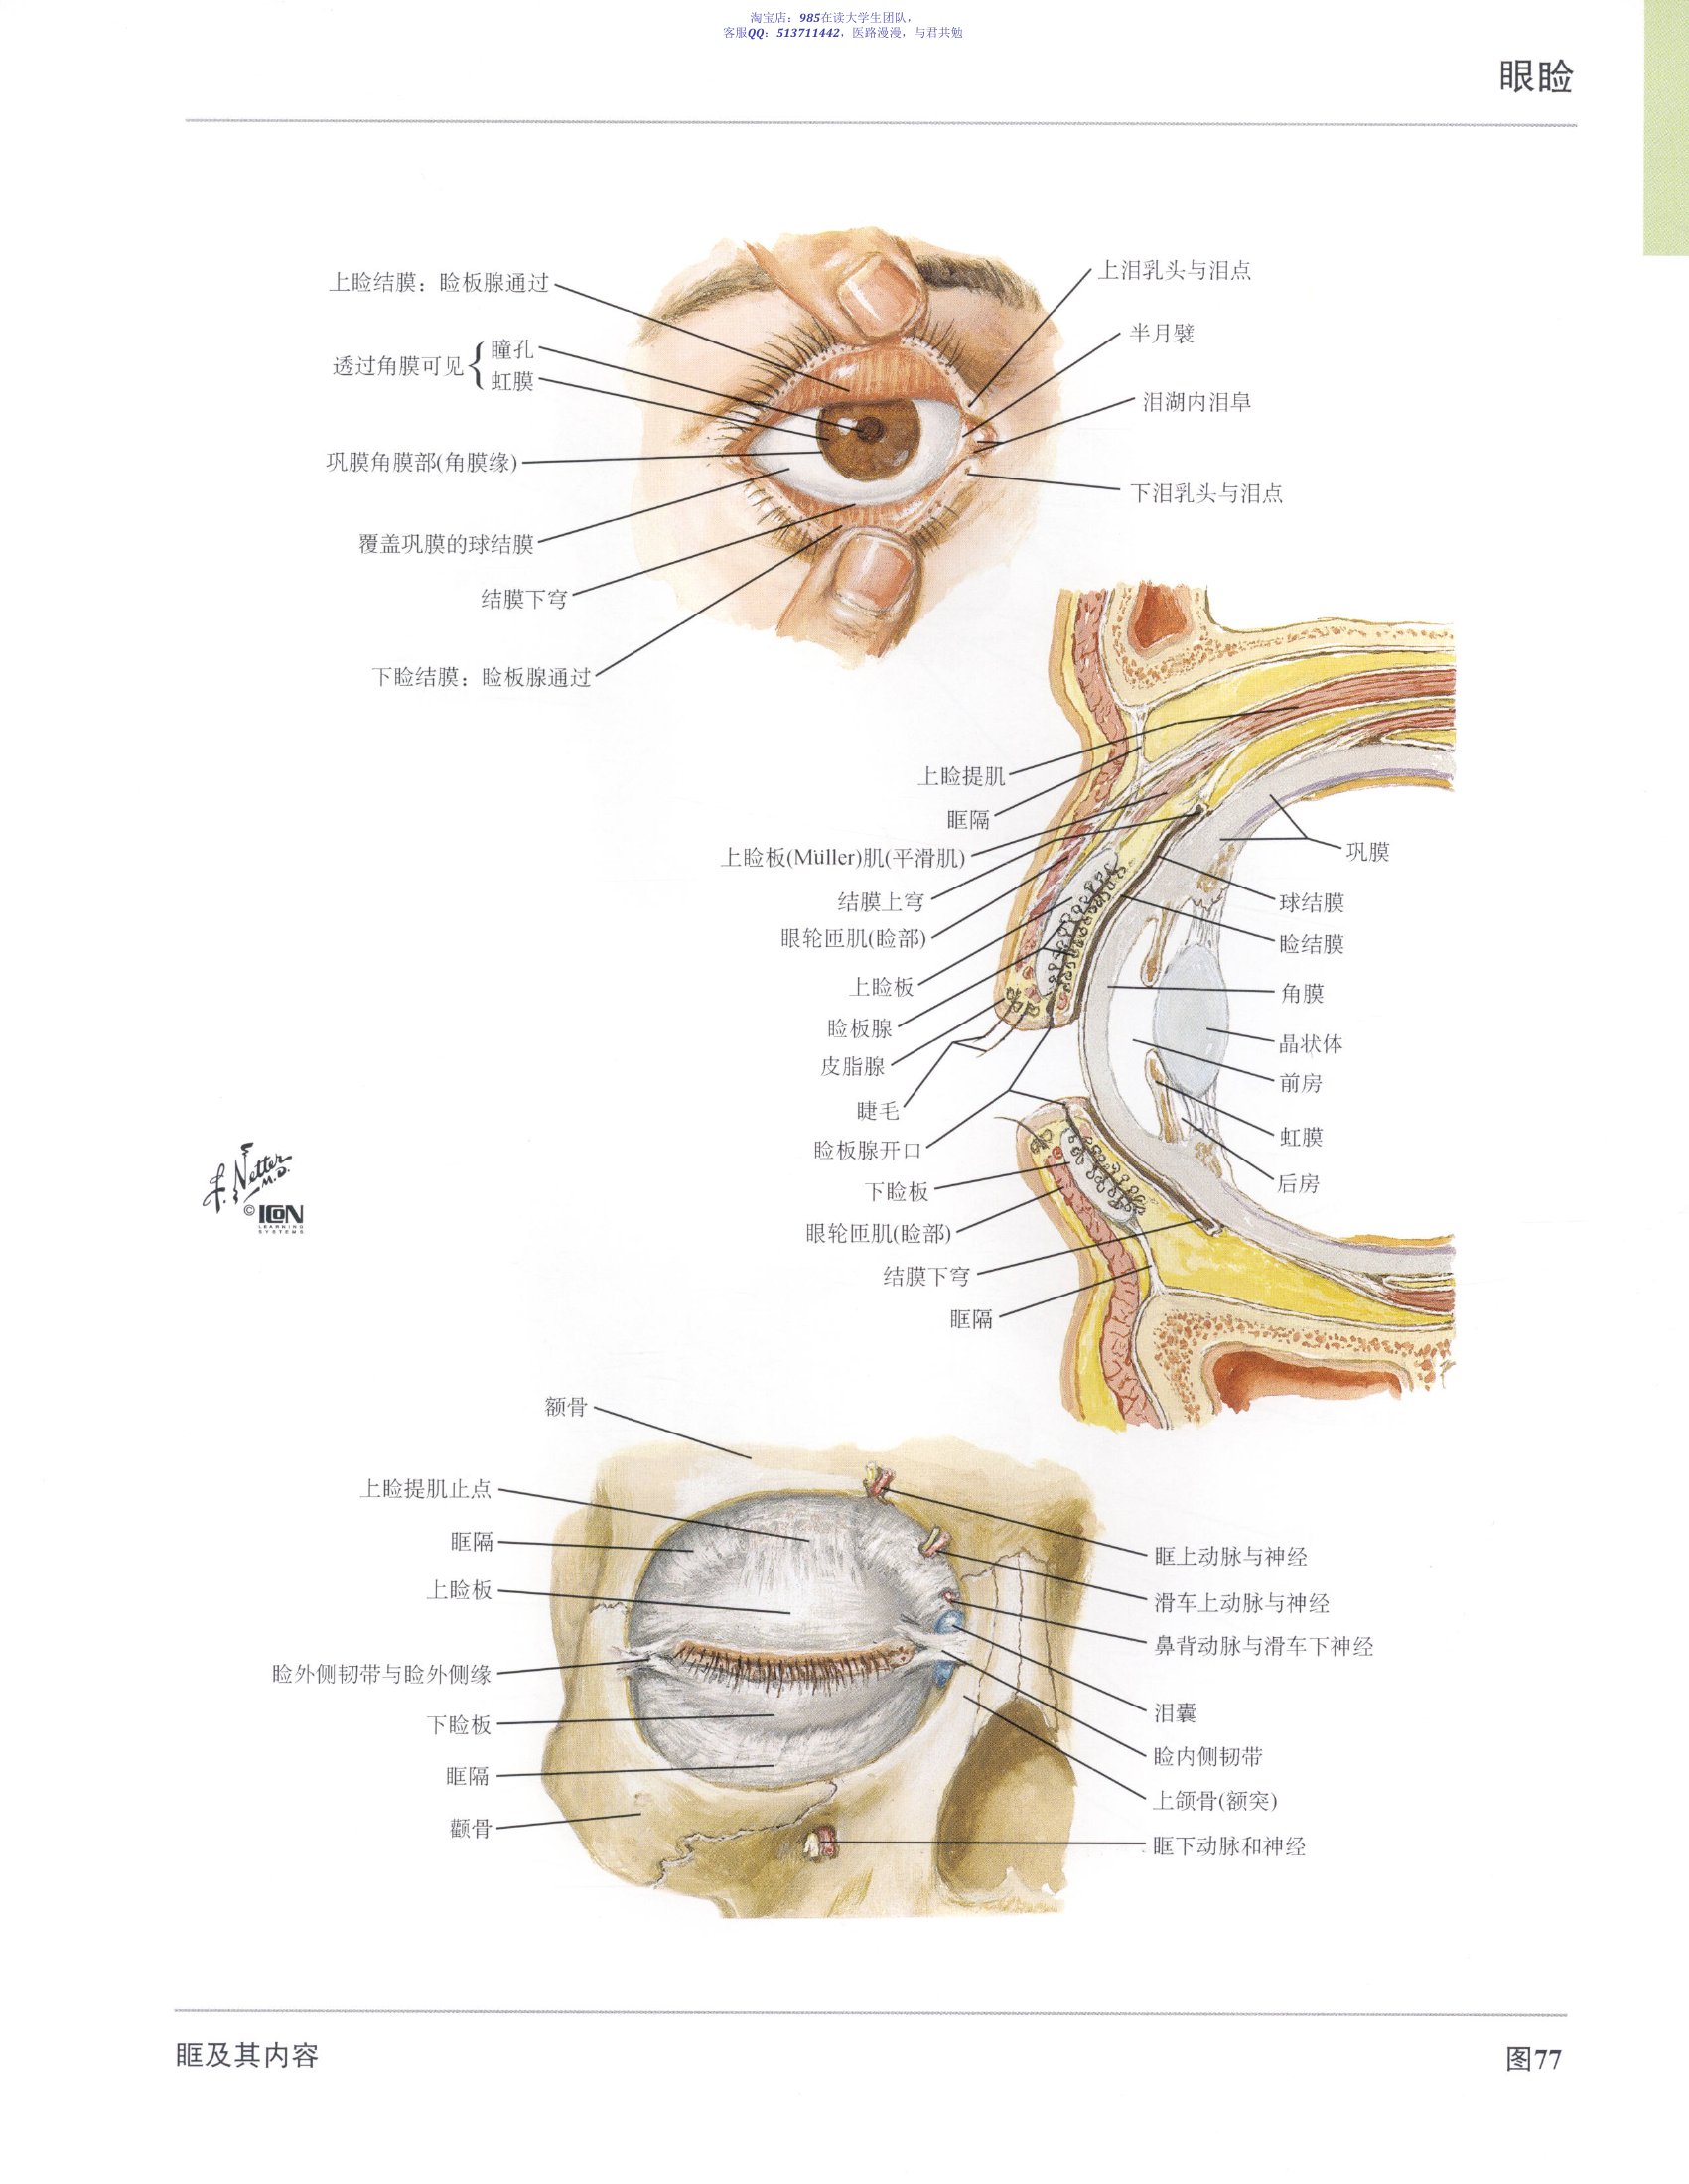 淘宝店：985在读大学生团队，
客服QQ：513711442，医路漫漫，与君共勉
眼睑
上睑结膜：睑板腺通过
透过角膜可见
瞳孔
虹膜
巩膜角膜部(角膜缘)
覆盖巩膜的球结膜
结膜下穹
下睑结膜：睑板腺通过
上泪乳头与泪点
半月襞
泪湖内泪阜
下泪乳头与泪点
上睑提肌
眶隔
上睑板(Müller)肌(平滑肌)
结膜上穹
眼轮匝肌(睑部)
上睑板
睑板腺
皮脂腺
睫毛
睑板腺开口
下睑板
眼轮匝肌(睑部)
结膜下穹
眶隔
巩膜
球结膜
睑结膜
角膜
晶状体
前房
虹膜
后房
F. Netter
M.D.
© ICON
LEARNING
SYSTEMS
额骨
上睑提肌止点
眶隔
上睑板
睑外侧韧带与睑外侧缘
下睑板
眶隔
颧骨
眶上动脉与神经
滑车上动脉与神经
鼻背动脉与滑车下神经
泪囊
睑内侧韧带
上颌骨(额突)
眶下动脉和神经
眶及其内容
图77